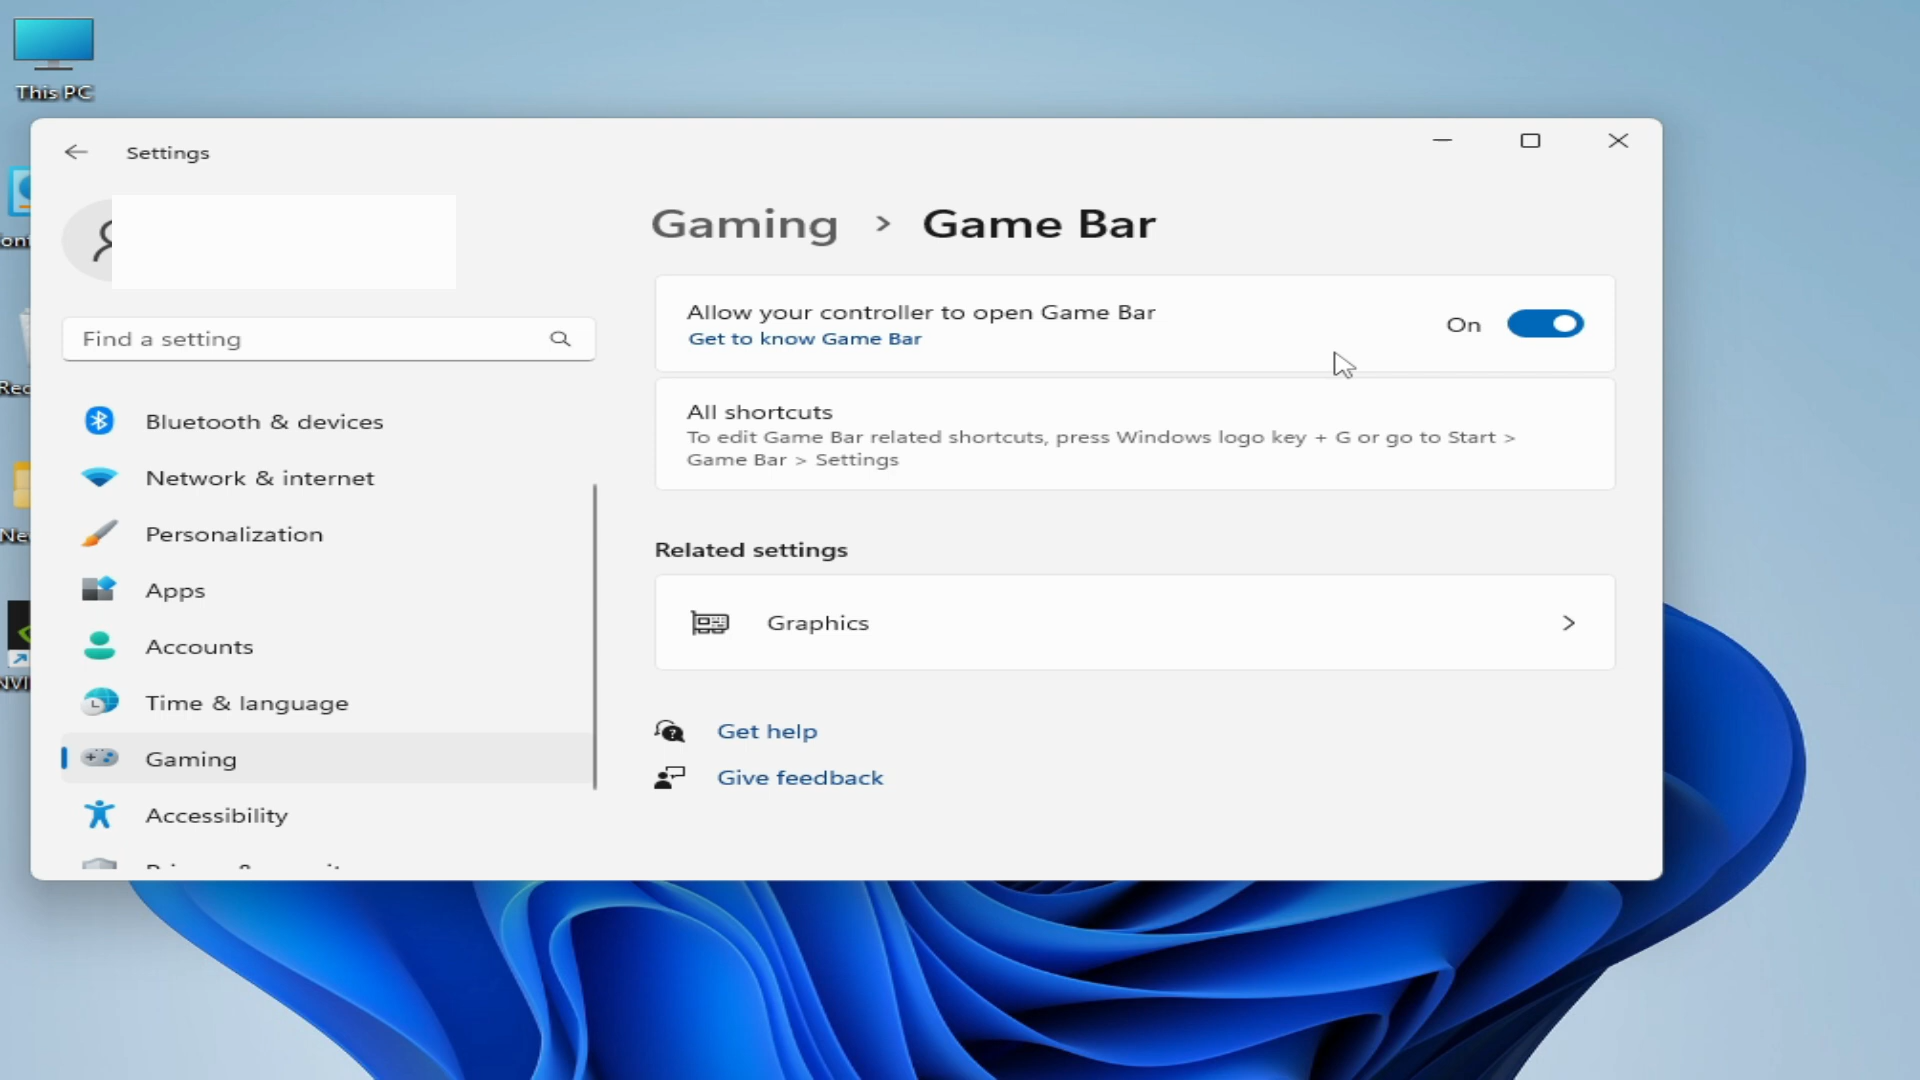 This PC
Settings
Gaming > Game Bar
Allow your controller to open Game Bar
Get to know Game Bar
On
Find a setting
All shortcuts
To edit Game Bar related shortcuts, press Windows logo key + G or go to Start >
Game Bar > Settings
Bluetooth & devices
Network & internet
Personalization
Apps
Accounts
Time & language
Gaming
Accessibility
Related settings
Graphics
Get help
Give feedback